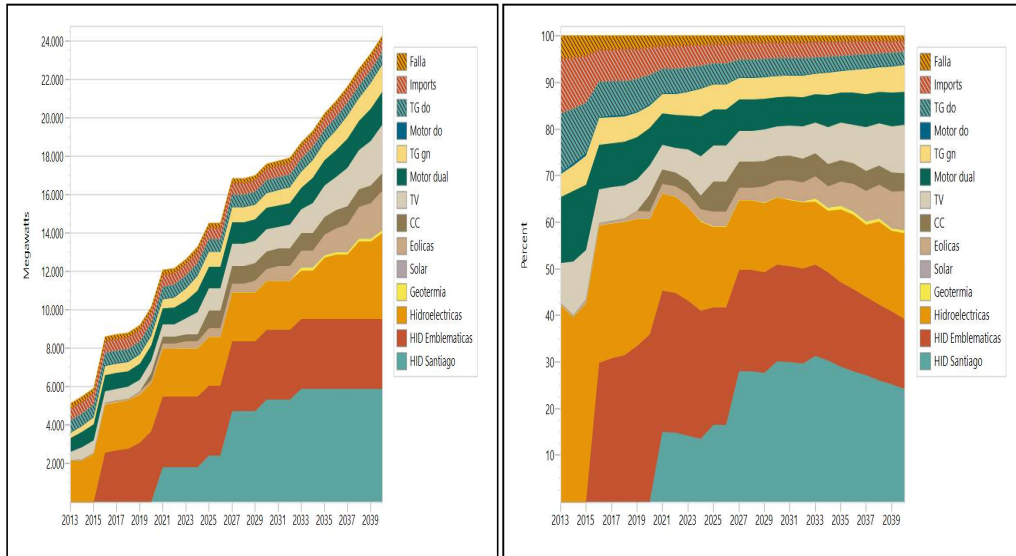 Megawatts
24.000
22.000
20.000
18.000
16.000
14.000
12.000
10.000
8.000
6.000
4.000
2.000
2013 2015 2017 2019 2021 2023 2025 2027 2029 2031 2033 2035 2037 2039
Falla
Imports
TG do
Motor do
TG gn
Motor dual
TV
CC
Eolicas
Solar
Geotermia
Hidroelectricas
HID Emblematicas
HID Santiago
Percent
100
90
80
70
60
50
40
30
20
10
2013 2015 2017 2019 2021 2023 2025 2027 2029 2031 2033 2035 2037 2039
Falla
Imports
TG do
Motor do
TG gn
Motor dual
TV
CC
Eolicas
Solar
Geotermia
Hidroelectricas
HID Emblematicas
HID Santiago